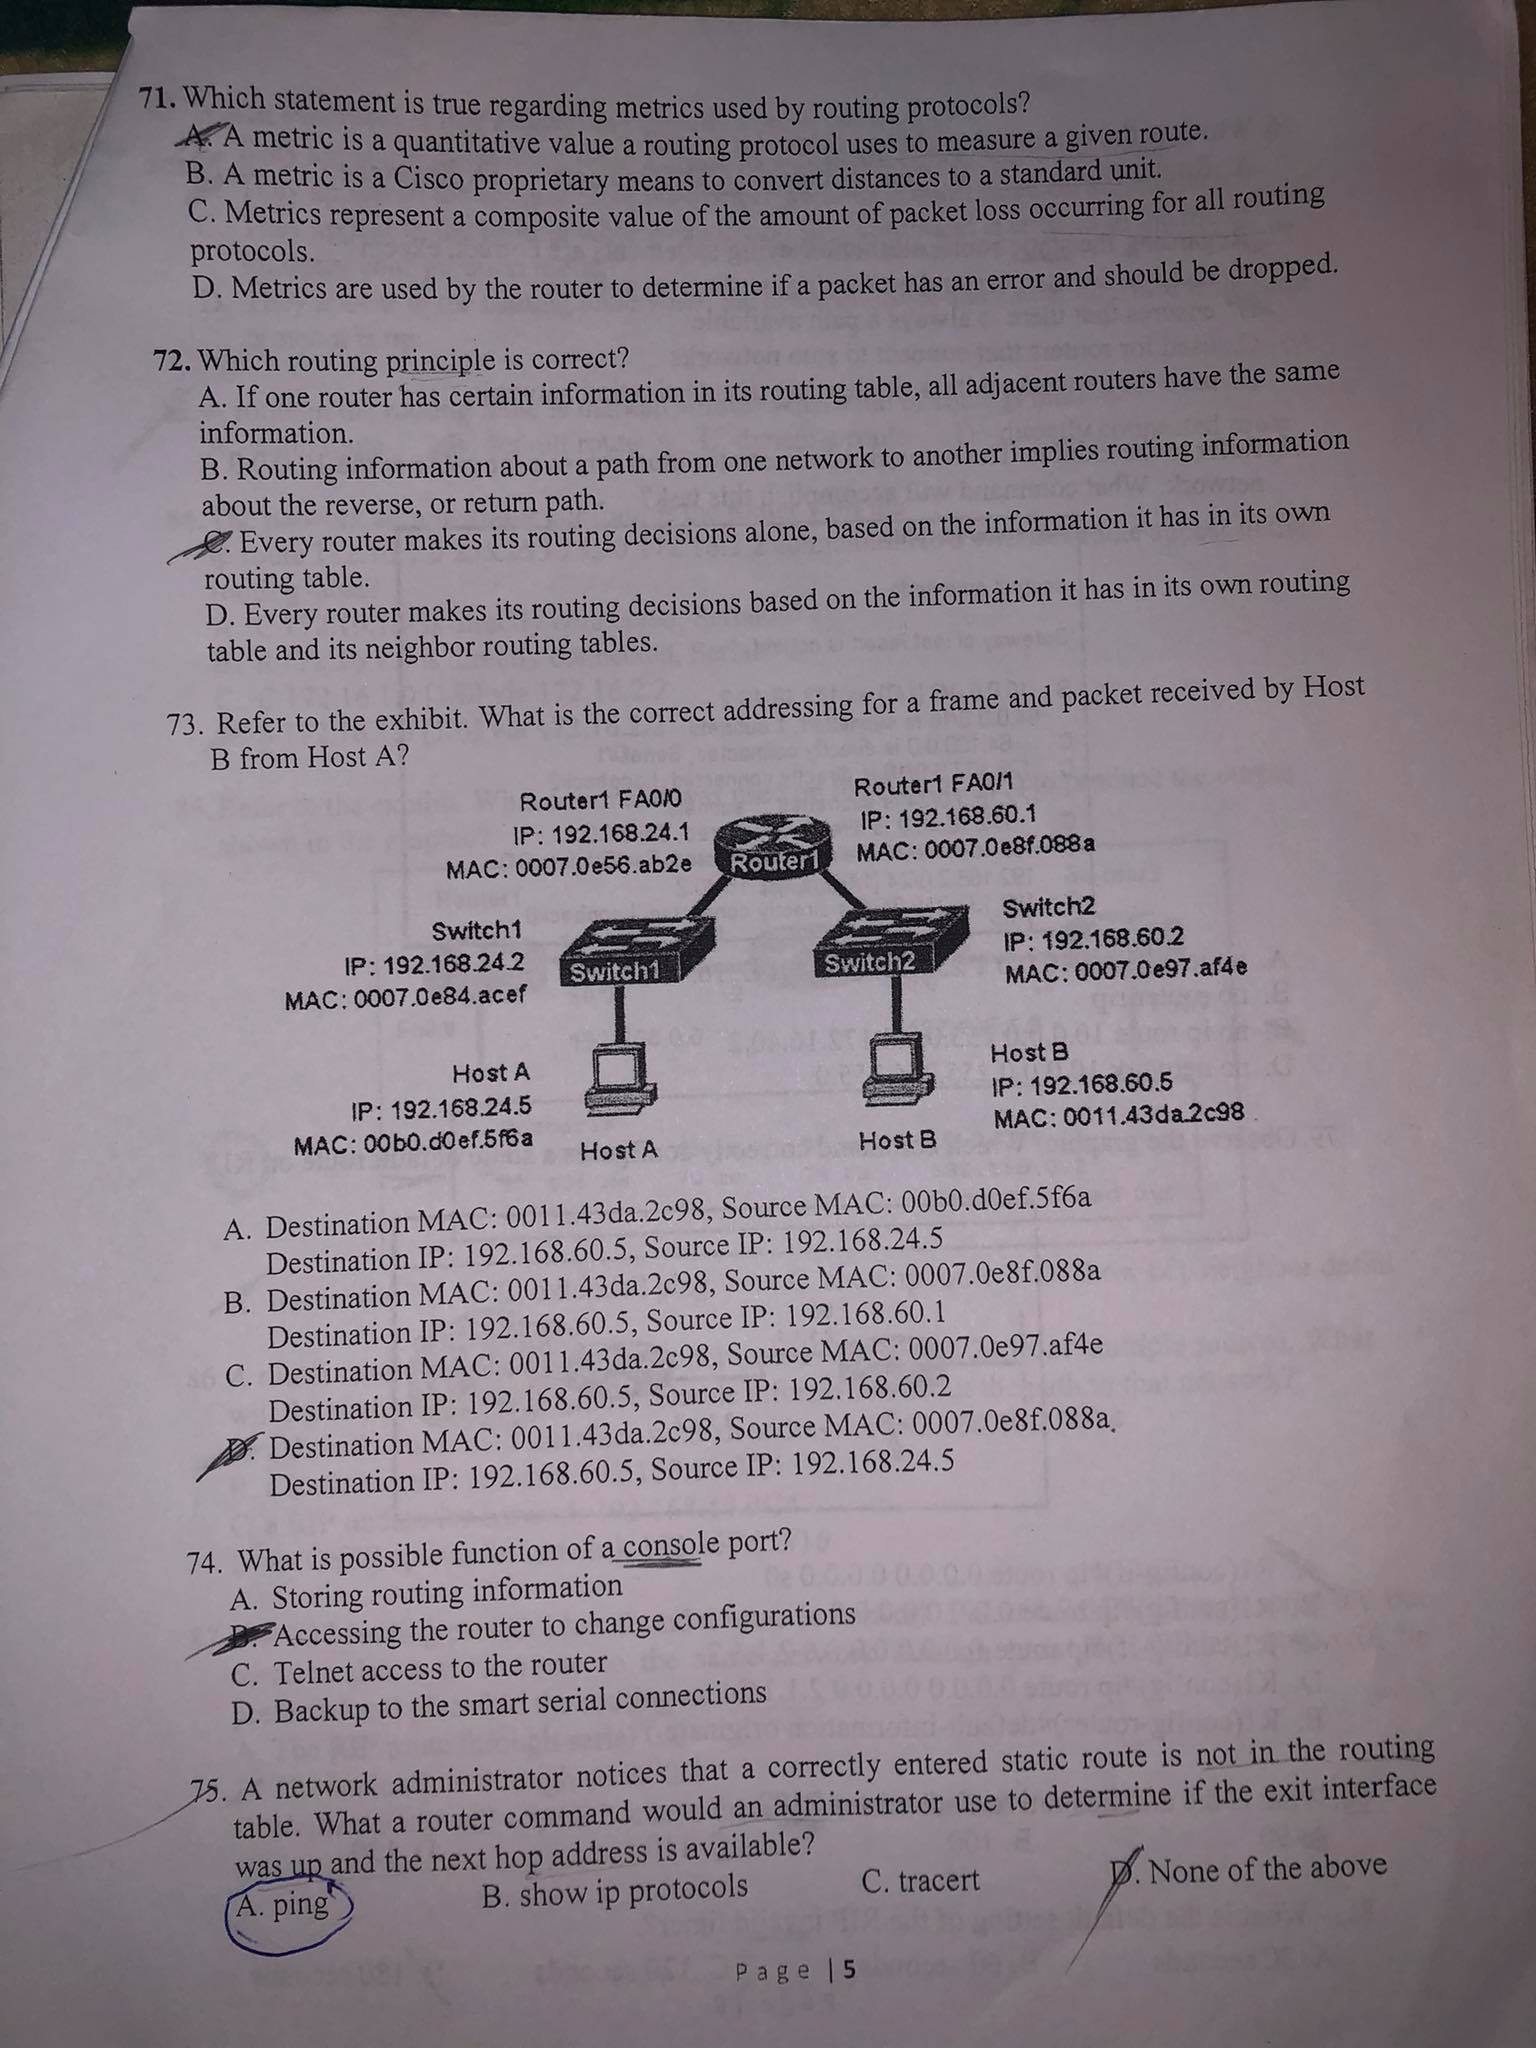 71. Which statement is true regarding metrics used by routing protocols?
A. A metric is a quantitative value a routing protocol uses to measure a given route.
B. A metric is a Cisco proprietary means to convert distances to a standard unit.
C. Metrics represent a composite value of the amount of packet loss occurring for all routing
protocols.
D. Metrics are used by the router to determine if a packet has an error and should be dropped.
72. Which routing principle is correct?
A. If one router has certain information in its routing table, all adjacent routers have the same
information.
B. Routing information about a path from one network to another implies routing information
about the reverse, or return path.
C. Every router makes its routing decisions alone, based on the information it has in its own
routing table.
D. Every router makes its routing decisions based on the information it has in its own routing
table and its neighbor routing tables.
73. Refer to the exhibit. What is the correct addressing for a frame and packet received by Host
B from Host A?
Router1 FA0/0
IP: 192.168.24.1
MAC: 0007.0e56.ab2e
Router1
Router1 FA0/1
IP: 192.168.60.1
MAC: 0007.0e8f.088a
Switch1
IP: 192.168.24.2
MAC: 0007.0e84.acef
Switch1
Switch2
Switch2
IP: 192.168.60.2
MAC: 0007.0e97.af4e
Host A
IP: 192.168.24.5
MAC: 00b0.d0ef.5f6a
Host A
Host B
Host B
IP: 192.168.60.5
MAC: 0011.43da.2c98
A. Destination MAC: 0011.43da.2c98, Source MAC: 00b0.d0ef.5f6a
Destination IP: 192.168.60.5, Source IP: 192.168.24.5
B. Destination MAC: 0011.43da.2c98, Source MAC: 0007.0e8f.088a
Destination IP: 192.168.60.5, Source IP: 192.168.60.1
C. Destination MAC: 0011.43da.2c98, Source MAC: 0007.0e97.af4e
Destination IP: 192.168.60.5, Source IP: 192.168.60.2
D. Destination MAC: 0011.43da.2c98, Source MAC: 0007.0e8f.088a
Destination IP: 192.168.60.5, Source IP: 192.168.24.5
74. What is possible function of a console port?
A. Storing routing information
B. Accessing the router to change configurations
C. Telnet access to the router
D. Backup to the smart serial connections
75. A network administrator notices that a correctly entered static route is not in the routing
table. What a router command would an administrator use to determine if the exit interface
was up and the next hop address is available?
A. ping B. show ip protocols C. tracert D. None of the above
Page | 5